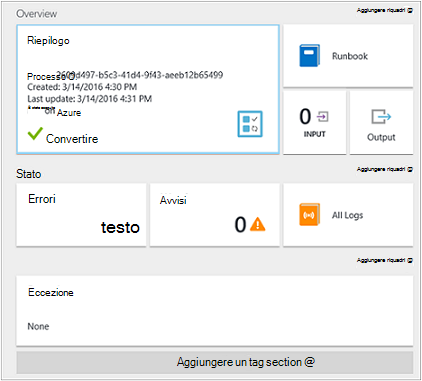 Overview
Aggiungere riquadri @
Riepilogo
Runbook
Processo O:
2609d497-b5c3-41d4-9f43-aeeb12b65499
Created: 3/14/2016 4:30 PM
Last update: 3/14/2016 4:31 PM
on Azure
0
INPUT
Output
Convertire
Stato
Aggiungere riquadri @
Errori
testo
Avvisi
0
All Logs
Aggiungere riquadri @
Eccezione
None
Aggiungere un tag section @